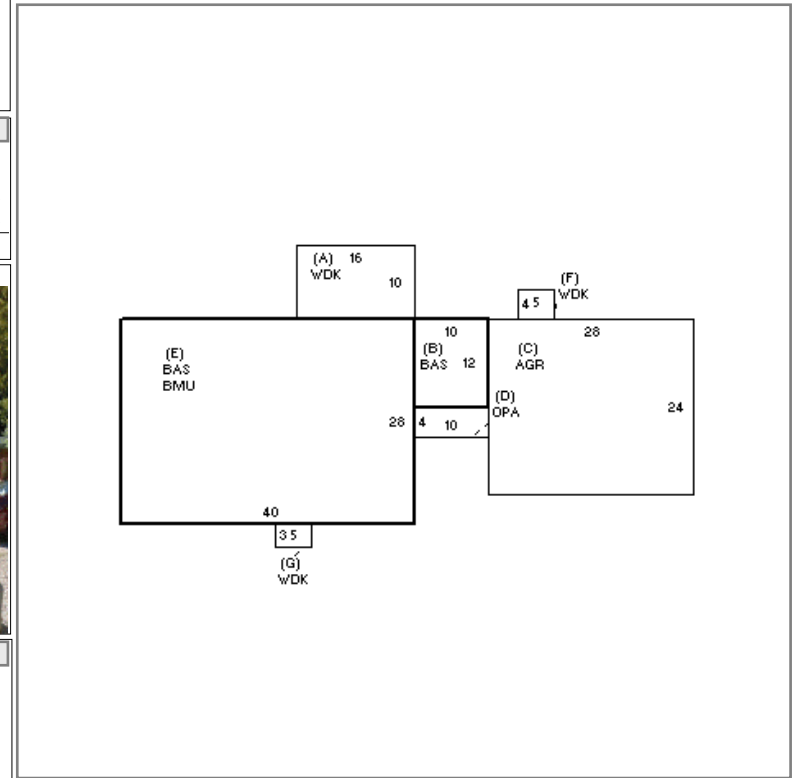 (A) 16
WDK
10
(F)
WDK
4 5
10
(B)
BAS 12
28
(C)
AGR
(E)
BAS
BMU
(D)
OPA
24
28
4 10
40
3 5
(G)
WDK